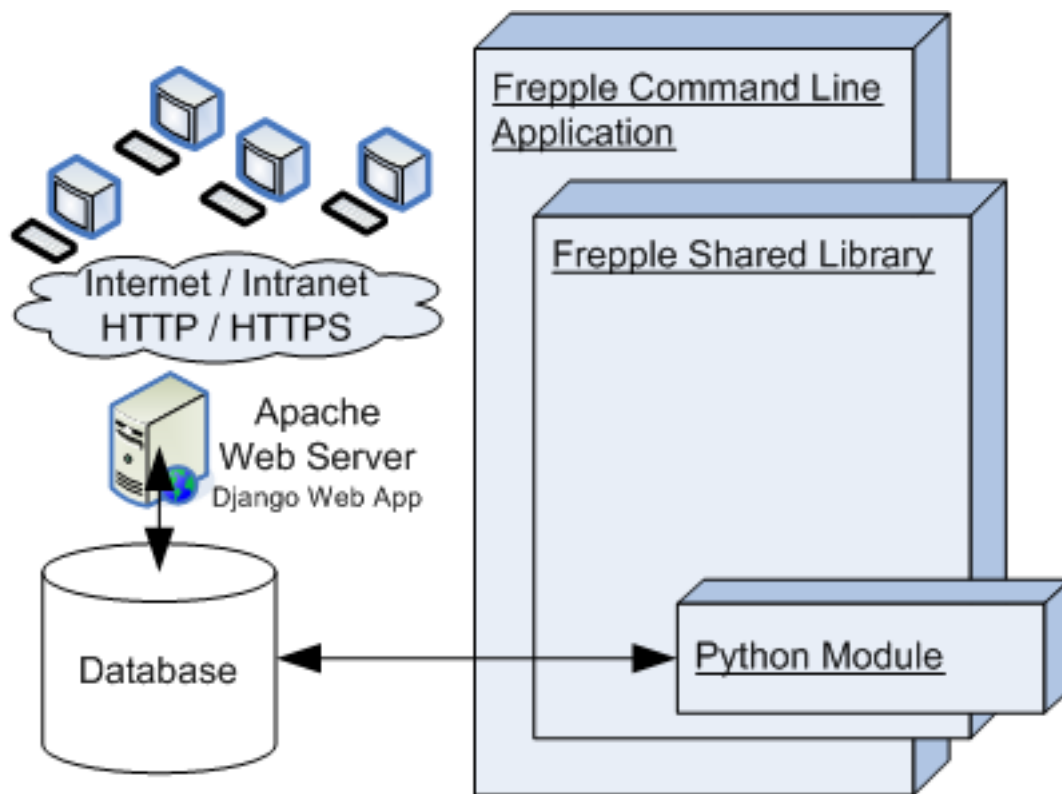 Frepple Command Line
Application
Frepple Shared Library
Internet / Intranet
HTTP / HTTPS
Apache
Web Server
Django Web App
Database
Python Module